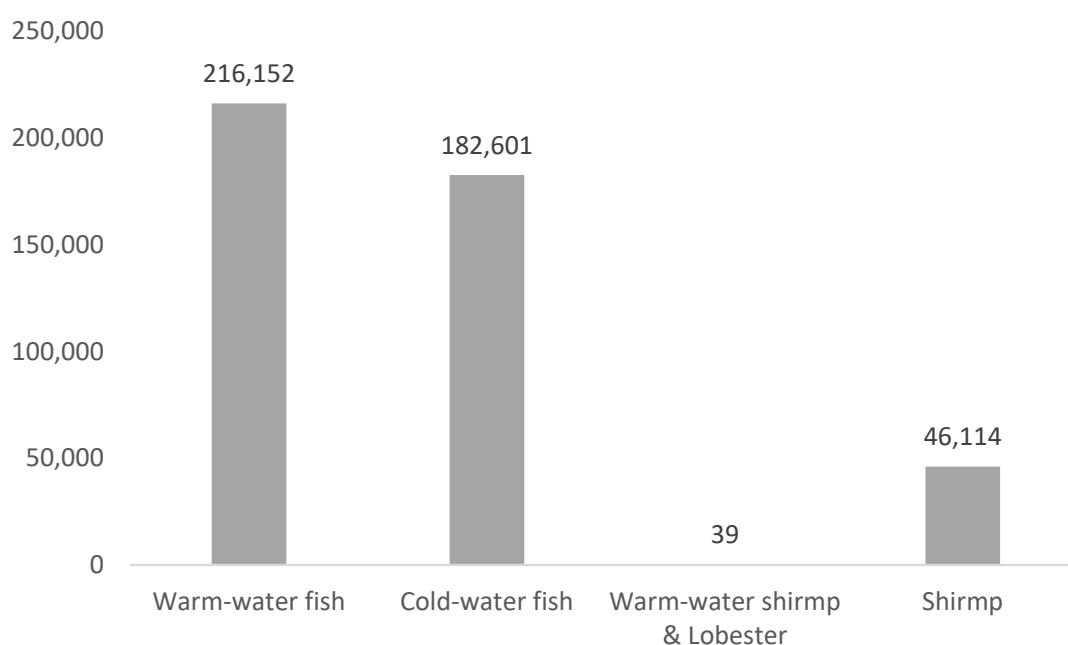 250,000
216,152
200,000
182,601
150,000
100,000
50,000
46,114
39
0
Warm-water fish
Cold-water fish
Warm-water shirmp
& Lobester
Shirmp